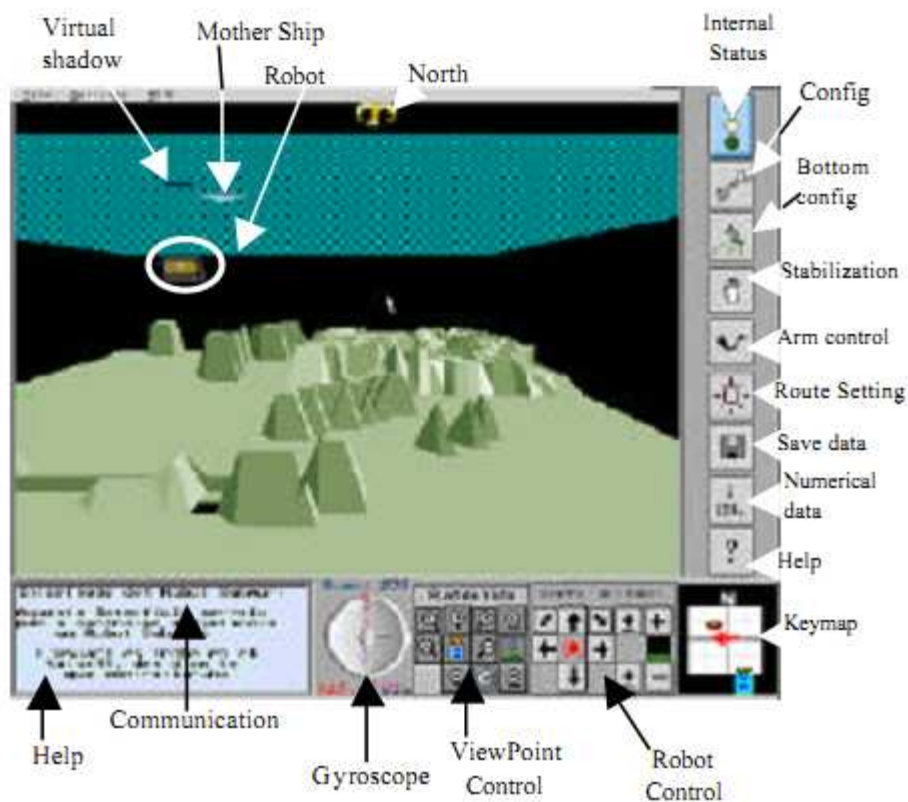 Virtual
shadow
Mother Ship
Robot
North
Internal
Status
Config
Bottom
config
Stabilization
Arm control
Route Setting
Save data
Numerical
data
Help
Keymap
N
Communication
Help
Gyroscope
ViewPoint
Control
Robot
Control